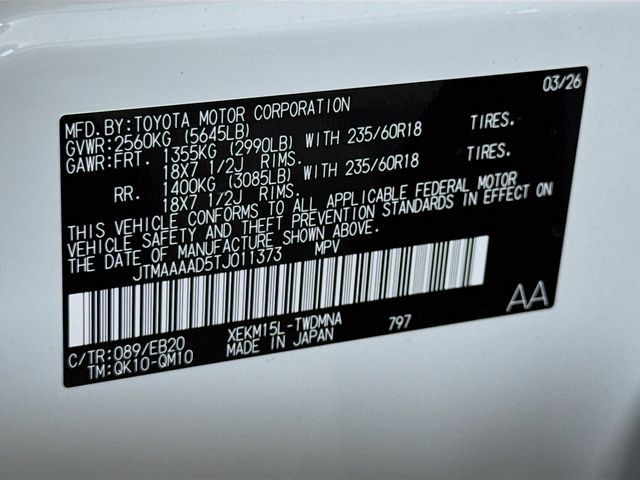 03/26
MFD. BY: TOYOTA MOTOR CORPORATION
GVWR: 2560KG (5645LB)
GAWR: FRT. 1355KG (2990LB) WITH 235/60R18 TIRES.
18X7 1/2J RIMS.
RR. 1400KG (3085LB) WITH 235/60R18 TIRES.
18X7 1/2J RIMS.
THIS VEHICLE CONFORMS TO ALL APPLICABLE FEDERAL MOTOR
VEHICLE SAFETY AND THEFT PREVENTION STANDARDS IN EFFECT ON
THE DATE OF MANUFACTURE SHOWN ABOVE.
JTMAAAAD5TJ011373 MPV
C/TR: 089/EB20 XEKM15L-TWDMNA 797 AA
TM: QK10-QM10 MADE IN JAPAN